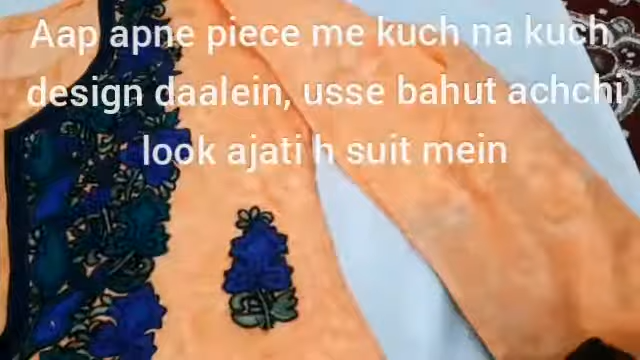 Aap apne piece me kuch na kuch
design daalein, usse bahut achchi
look ajati h suit mein